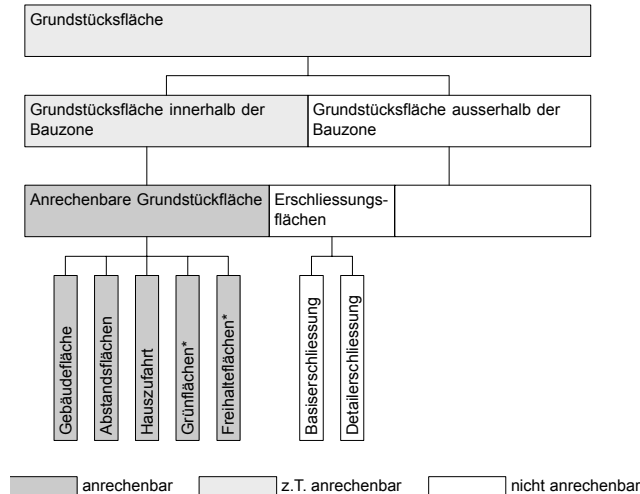 Grundstücksfläche
Grundstücksfläche innerhalb der
Bauzone
Grundstücksfläche ausserhalb der
Bauzone
Anrechenbare Grundstückfläche
Erschliessungs-
flächen
Gebäudefläche
Abstandsflächen
Hauszufahrt
Grünflächen*
Freihalteflächen*
Basiserschliessung
Detailerschliessung
anrechenbar
z.T. anrechenbar
nicht anrechenbar